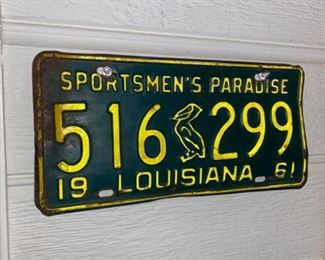 SPORTSMEN'S PARADISE
516 299
19 LOUISIANA 61